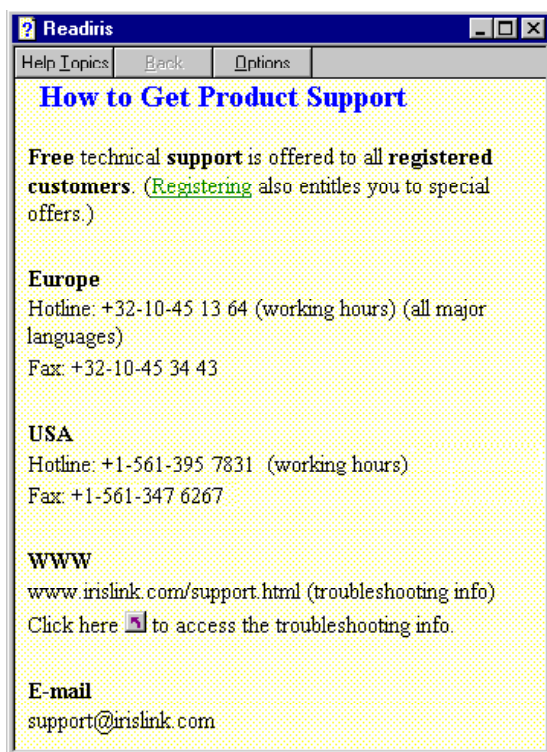 Readiris
Help Topics Back Options
How to Get Product Support
Free technical support is offered to all registered
customers. (Registering also entitles you to special
offers.)
Europe
Hotline: +32-10-45 13 64 (working hours) (all major
languages)
Fax: +32-10-45 34 43
USA
Hotline: +1-561-395 7831 (working hours)
Fax: +1-561-347 6267
WWW
www.irislink.com/support.html (troubleshooting info)
Click here to access the troubleshooting info.
E-mail
support@irislink.com